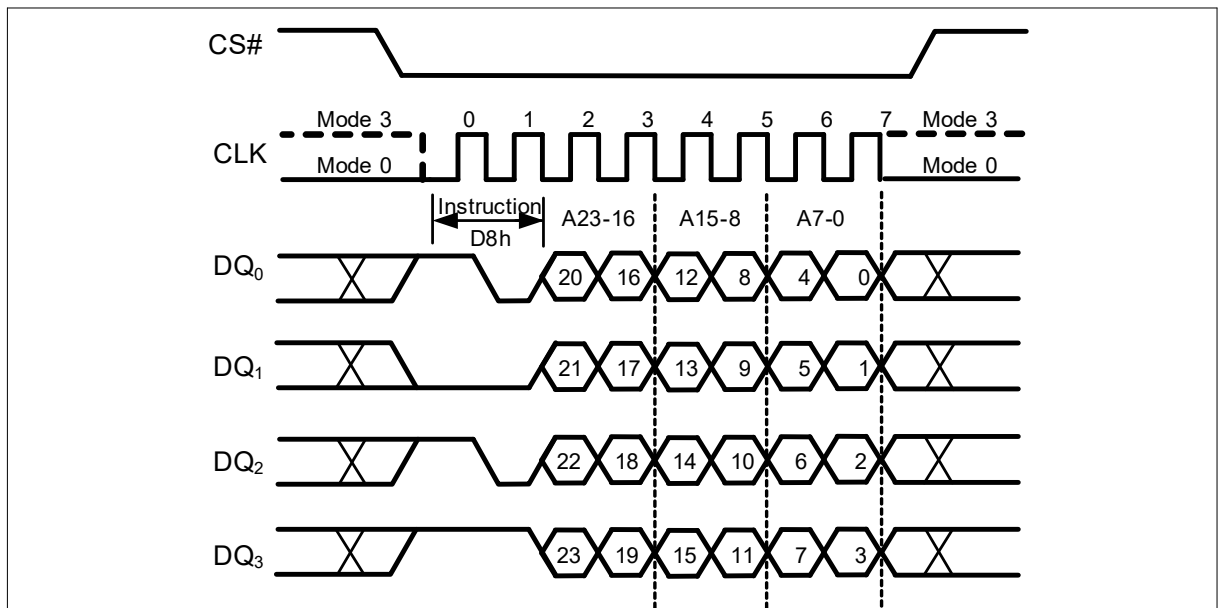 CS#
Mode 3 0 1 2 3 4 5 6 7 Mode 3
CLK
Mode 0 Mode 0
Instruction A23-16 A15-8 A7-0
D8h
DQ₀ 20 16 12 8 4 0
DQ₁ 21 17 13 9 5 1
DQ₂ 22 18 14 10 6 2
DQ₃ 23 19 15 11 7 3